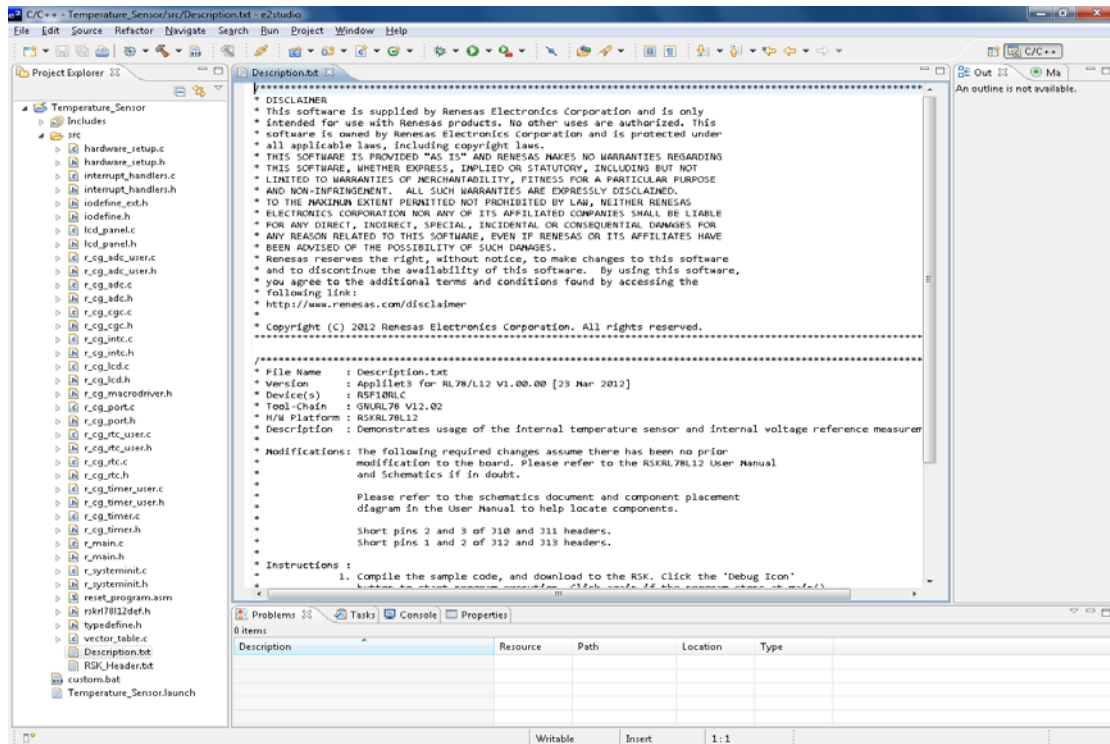 C/C++ - Temperature_Sensor/src/Description.txt - e2studio
File Edit Source Refactor Navigate Search Run Project Window Help
C/C++
Project Explorer
Temperature_Sensor
Includes
src
hardware_setup.c
hardware_setup.h
interrupt_handlers.c
interrupt_handlers.h
iodefine_ext.h
iodefine.h
lcd_panel.c
lcd_panel.h
r_cg_adc_user.c
r_cg_adc_user.h
r_cg_adc.c
r_cg_adc.h
r_cg_cgc.c
r_cg_cgc.h
r_cg_intc.c
r_cg_intc.h
r_cg_lcd.c
r_cg_lcd.h
r_cg_macrodriver.h
r_cg_port.c
r_cg_port.h
r_cg_rtc_user.c
r_cg_rtc_user.h
r_cg_rtc.c
r_cg_rtc.h
r_cg_timer_user.c
r_cg_timer_user.h
r_cg_timer.c
r_cg_timer.h
r_main.c
r_main.h
r_systeminit.c
r_systeminit.h
reset_program.asm
rskrl78l12def.h
typedefine.h
vector_table.c
Description.txt
RSK_Header.txt
custom.bat
Temperature_Sensor.launch
Description.txt
/***********************************************************************
* DISCLAIMER
* This software is supplied by Renesas Electronics Corporation and is only
* intended for use with Renesas products. No other uses are authorized. This
* software is owned by Renesas Electronics Corporation and is protected under
* all applicable laws, including copyright laws.
* THIS SOFTWARE IS PROVIDED "AS IS" AND RENESAS MAKES NO WARRANTIES REGARDING
* THIS SOFTWARE, WHETHER EXPRESS, IMPLIED OR STATUTORY, INCLUDING BUT NOT
* LIMITED TO WARRANTIES OF MERCHANTABILITY, FITNESS FOR A PARTICULAR PURPOSE
* AND NON-INFRINGEMENT. ALL SUCH WARRANTIES ARE EXPRESSLY DISCLAIMED.
* TO THE MAXIMUM EXTENT PERMITTED NOT PROHIBITED BY LAW, NEITHER RENESAS
* ELECTRONICS CORPORATION NOR ANY OF ITS AFFILIATED COMPANIES SHALL BE LIABLE
* FOR ANY DIRECT, INDIRECT, SPECIAL, INCIDENTAL OR CONSEQUENTIAL DAMAGES FOR
* ANY REASON RELATED TO THIS SOFTWARE, EVEN IF RENESAS OR ITS AFFILIATES HAVE
* BEEN ADVISED OF THE POSSIBILITY OF SUCH DAMAGES.
* Renesas reserves the right, without notice, to make changes to this software
* and to discontinue the availability of this software. By using this software,
* you agree to the additional terms and conditions found by accessing the
* following link:
* http://www.renesas.com/disclaimer
*
* Copyright (C) 2012 Renesas Electronics Corporation. All rights reserved.
***********************************************************************
/***********************************************************************
* File Name : Description.txt
* Version : Applilet3 for RL78/L12 V1.00.00 [23 Mar 2012]
* Device(s) : R5F10RLC
* Tool-Chain : GNURL78 V12.02
* H/W Platform : RSKRL78L12
* Description : Demonstrates usage of the internal temperature sensor and internal voltage reference measurem
*
* Modifications: The following required changes assume there has been no prior
* modification to the board. Please refer to the RSKRL78L12 User Manual
* and Schematics if in doubt.
*
* Please refer to the schematics document and component placement
* diagram in the User Manual to help locate components.
*
* Short pins 2 and 3 of J10 and J11 headers.
* Short pins 1 and 2 of J12 and J13 headers.
*
* Instructions :
* 1. Compile the sample code, and download to the RSK. Click the 'Debug Icon'
* button to start program execution. Click again if the program stops at main()
Out Ma
An outline is not available.
Problems Tasks Console Properties
0 items
Description Resource Path Location Type
Writable Insert 1:1